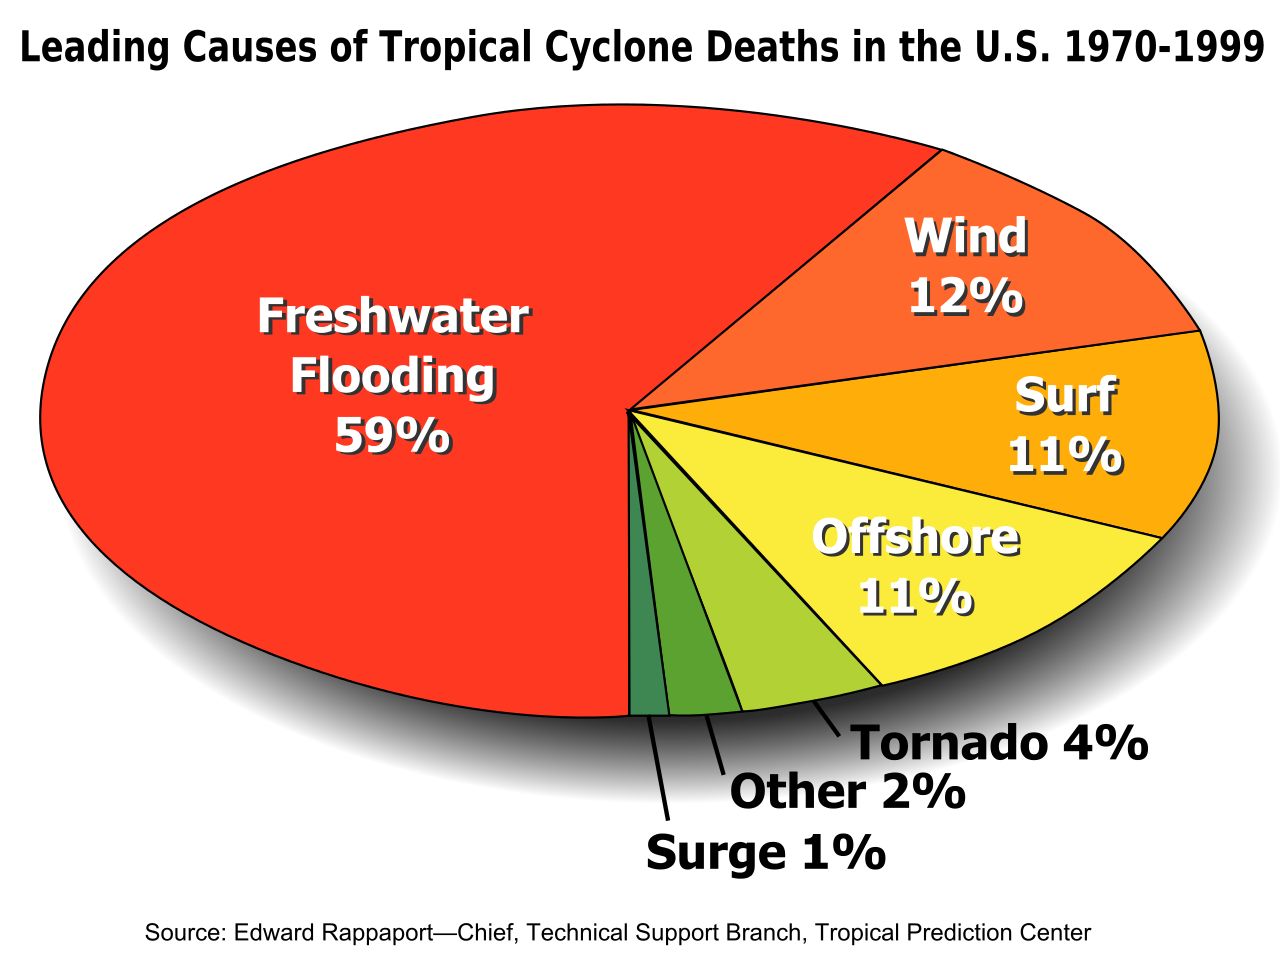 Leading Causes of Tropical Cyclone Deaths in the U.S. 1970-1999
Wind
12%
Freshwater
Flooding
59%
Surf
11%
Offshore
11%
Tornado 4%
Other 2%
Surge 1%
Source: Edward Rappaport—Chief, Technical Support Branch, Tropical Prediction Center